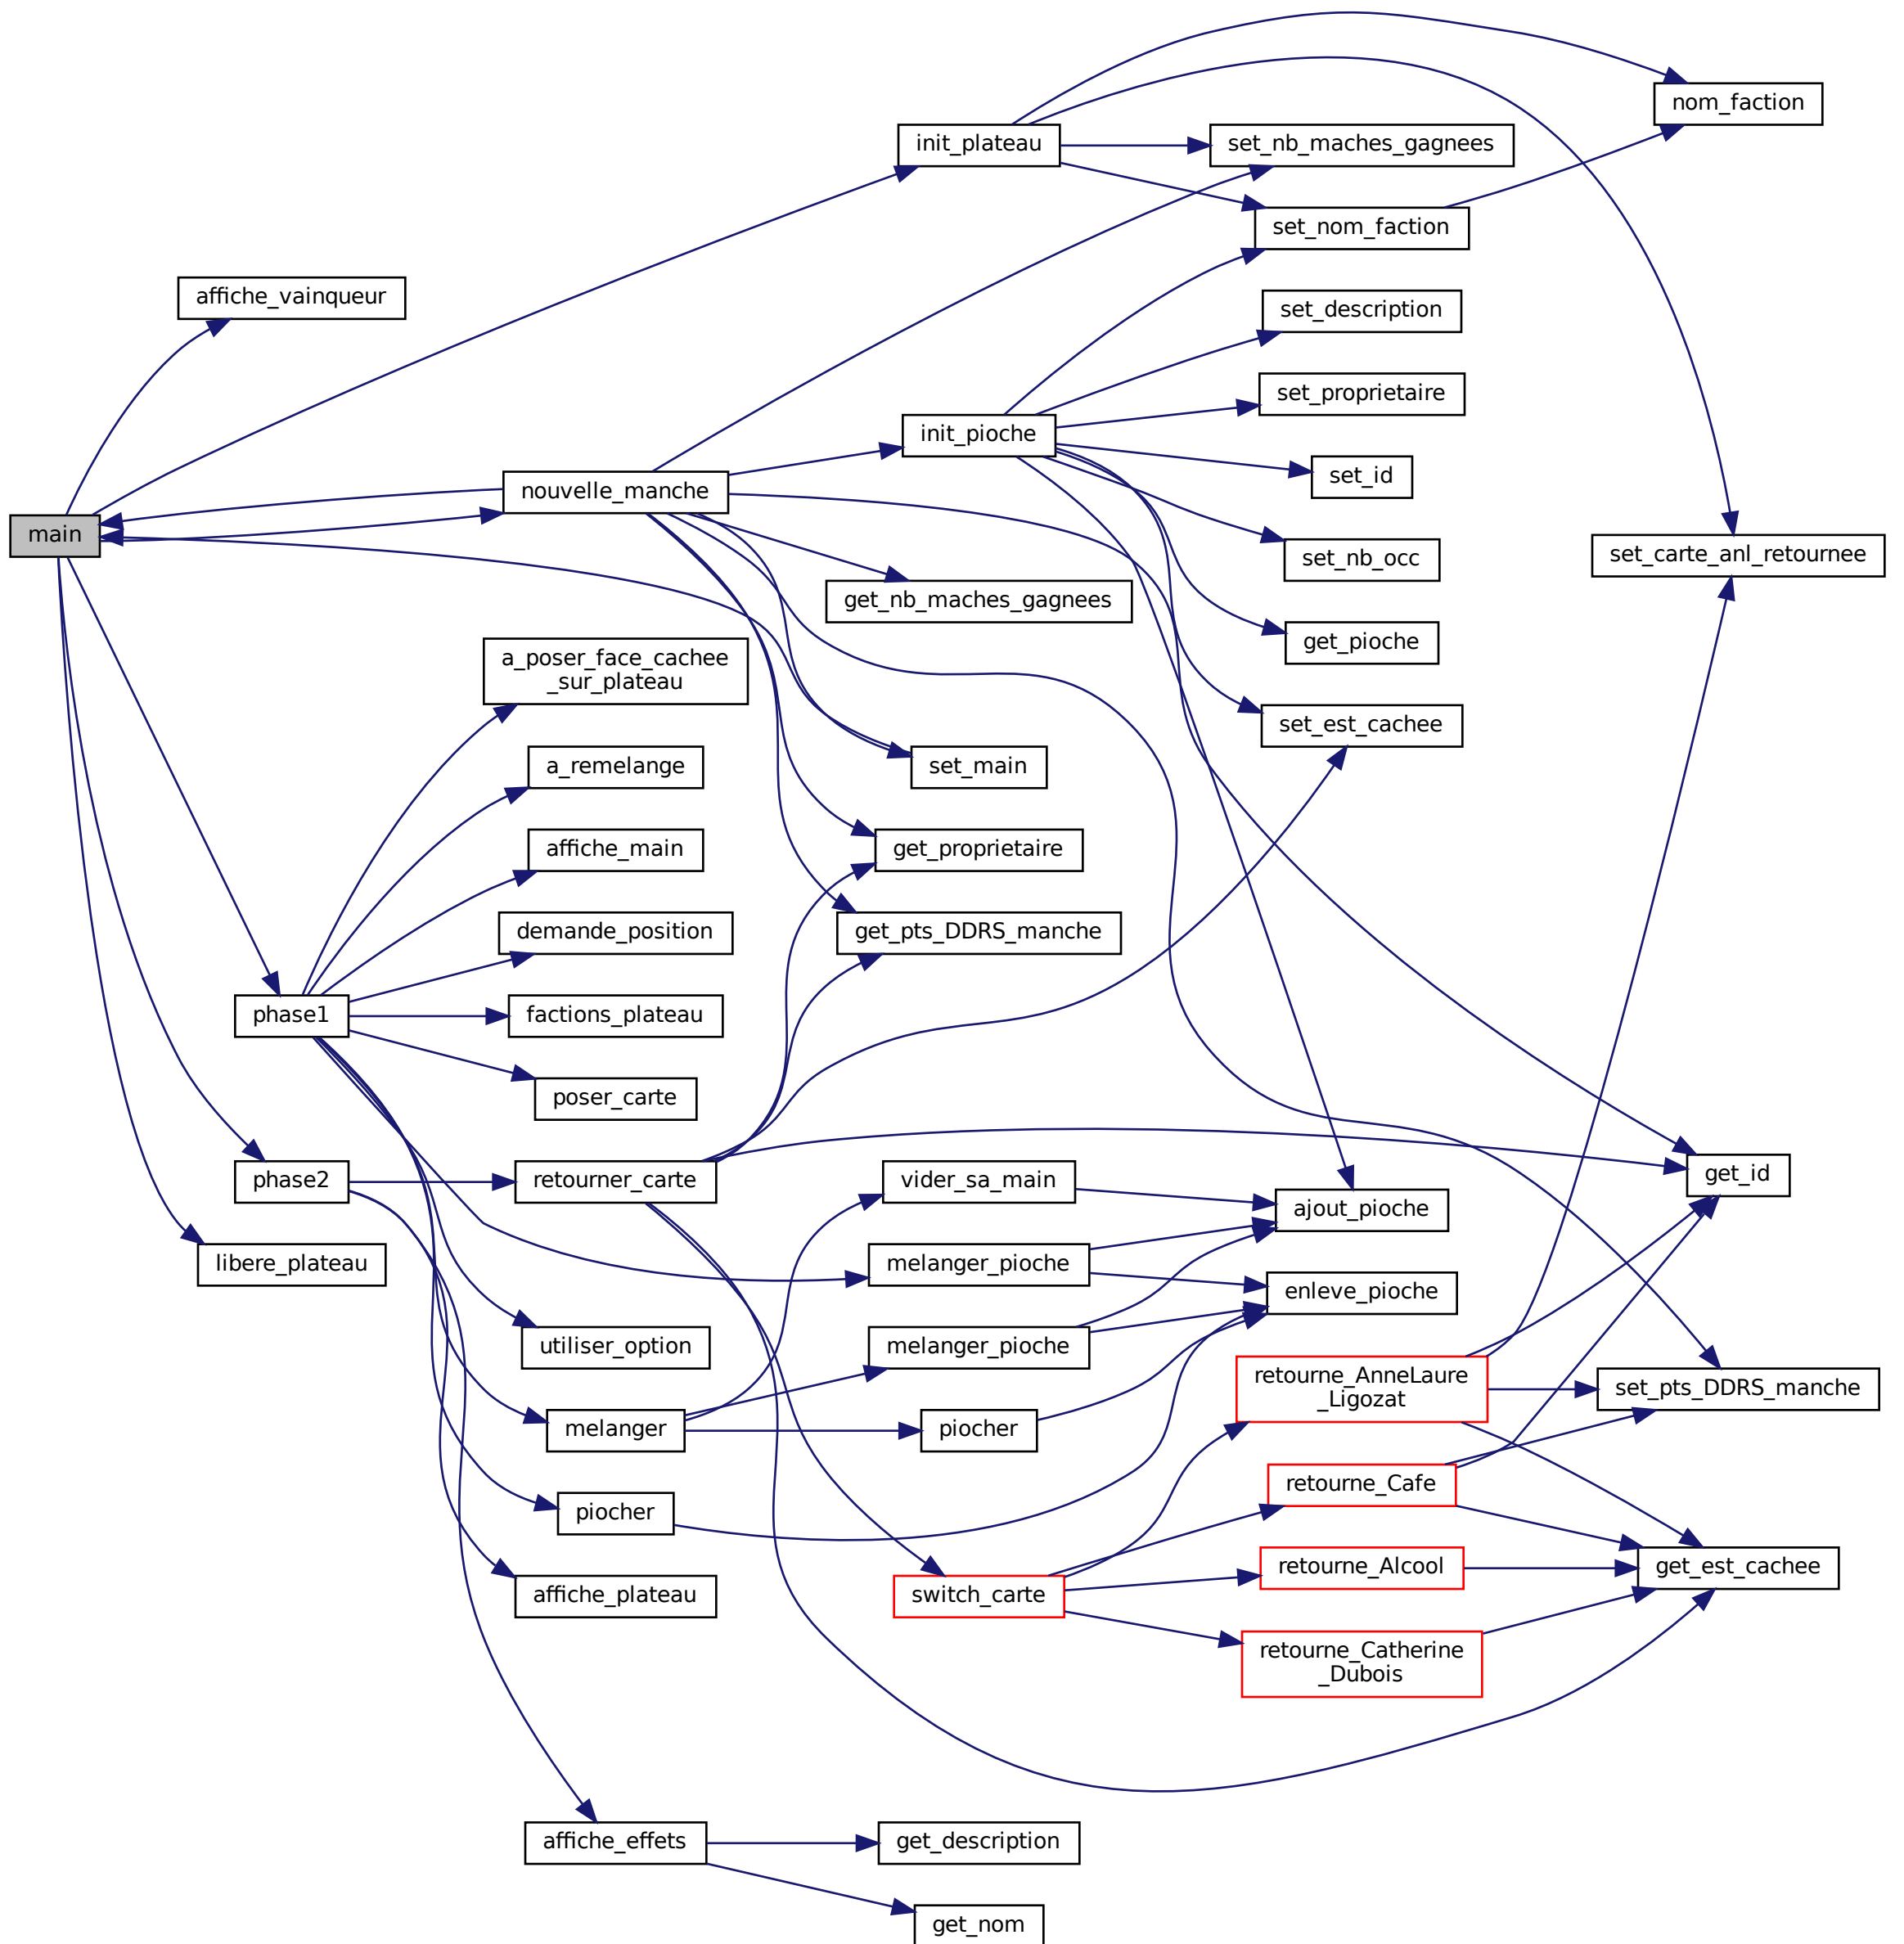 main
affiche_vainqueur
init_plateau
nom_faction
set_nb_maches_gagnees
set_nom_faction
set_description
set_proprietaire
init_pioche
set_id
nouvelle_manche
set_nb_occ
set_carte_anl_retournee
get_nb_maches_gagnees
get_pioche
a_poser_face_cachee
_sur_plateau
set_est_cachee
a_remelange
set_main
affiche_main
get_proprietaire
demande_position
get_pts_DDRS_manche
phase1
factions_plateau
poser_carte
phase2
retourner_carte
vider_sa_main
ajout_pioche
get_id
libere_plateau
melanger_pioche
enleve_pioche
utiliser_option
melanger_pioche
retourne_AnneLaure
_Ligozat
set_pts_DDRS_manche
melanger
piocher
retourne_Cafe
piocher
affiche_plateau
switch_carte
retourne_Alcool
get_est_cachee
retourne_Catherine
_Dubois
affiche_effets
get_description
get_nom